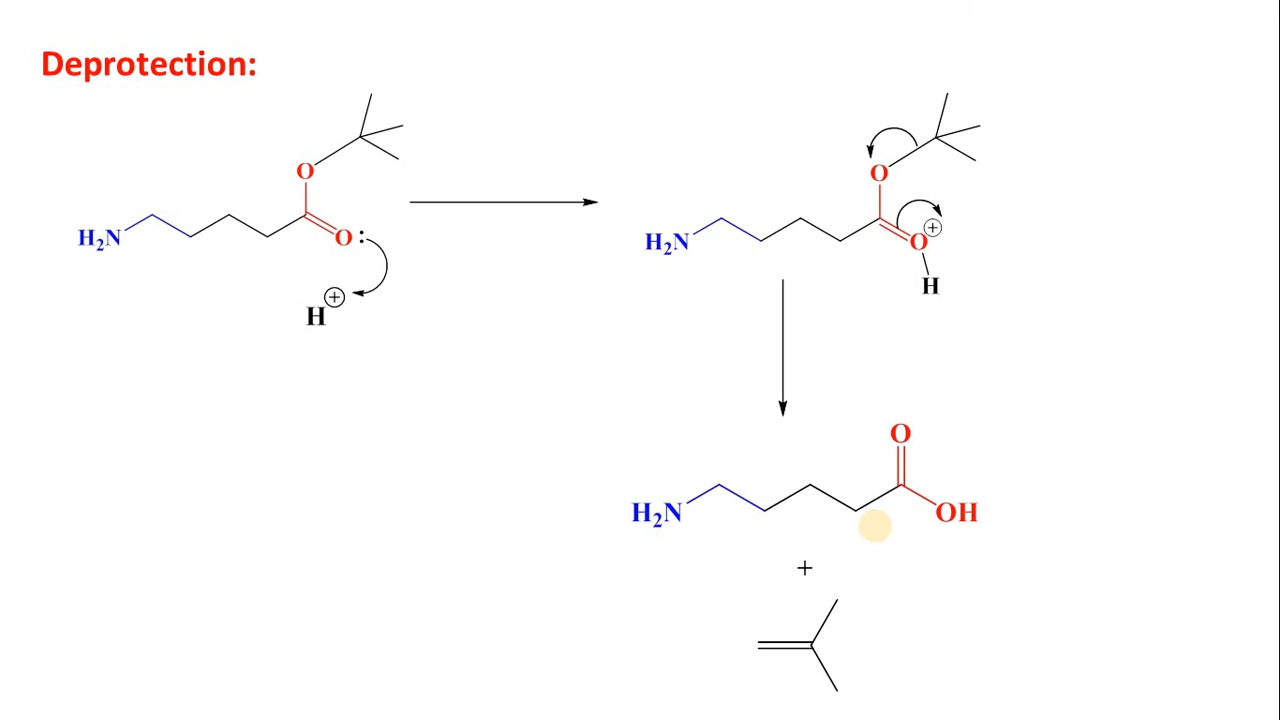 Deprotection:
O
H₂N
O:
H⊕
O
H₂N
O⊕
H
O
H₂N
OH
+